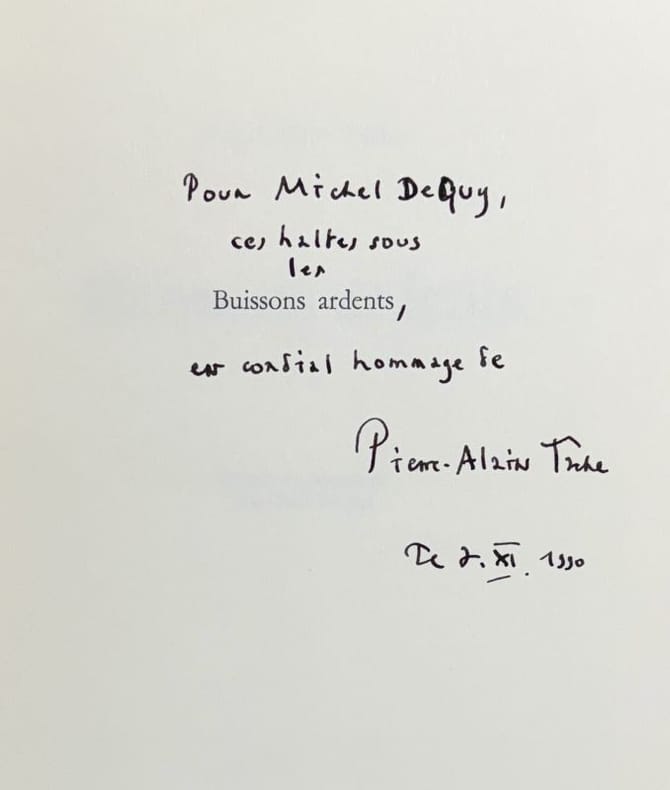 Pour Michel Deguy,
ces haltes sous
les
Buissons ardents,
en cordial hommage de
Pierre-Alain Tâche
Le 2. XI. 1990